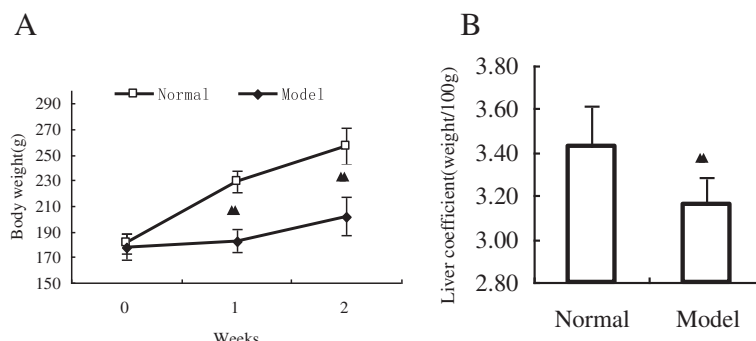 A
Normal
Model
290
270
250
230
210
190
170
150
Body weight(g)
0
1
2
Weeks
B
3.80
3.60
3.40
3.20
3.00
2.80
Liver coefficient(weight/100g)
Normal
Model